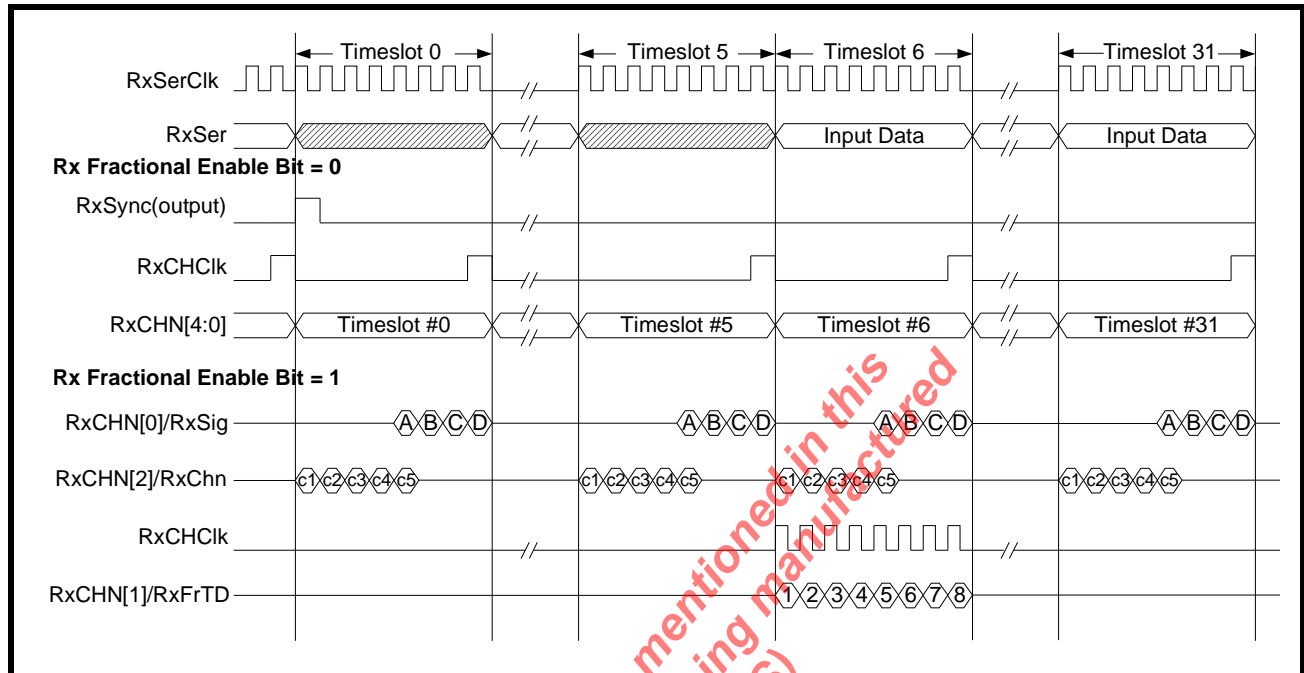 Timeslot 0 Timeslot 5 Timeslot 6 Timeslot 31
RxSerClk
RxSer Input Data Input Data
Rx Fractional Enable Bit = 0
RxSync(output)
RxCHClk
RxCHN[4:0] Timeslot #0 Timeslot #5 Timeslot #6 Timeslot #31
Rx Fractional Enable Bit = 1
RxCHN[0]/RxSig A B C D A B C D A B C D A B C D
RxCHN[2]/RxChn c1 c2 c3 c4 c5 c1 c2 c3 c4 c5 c1 c2 c3 c4 c5 c1 c2 c3 c4 c5
RxCHClk
RxCHN[1]/RxFrTD 1 2 3 4 5 6 7 8
mentioned in this
ing manufactured